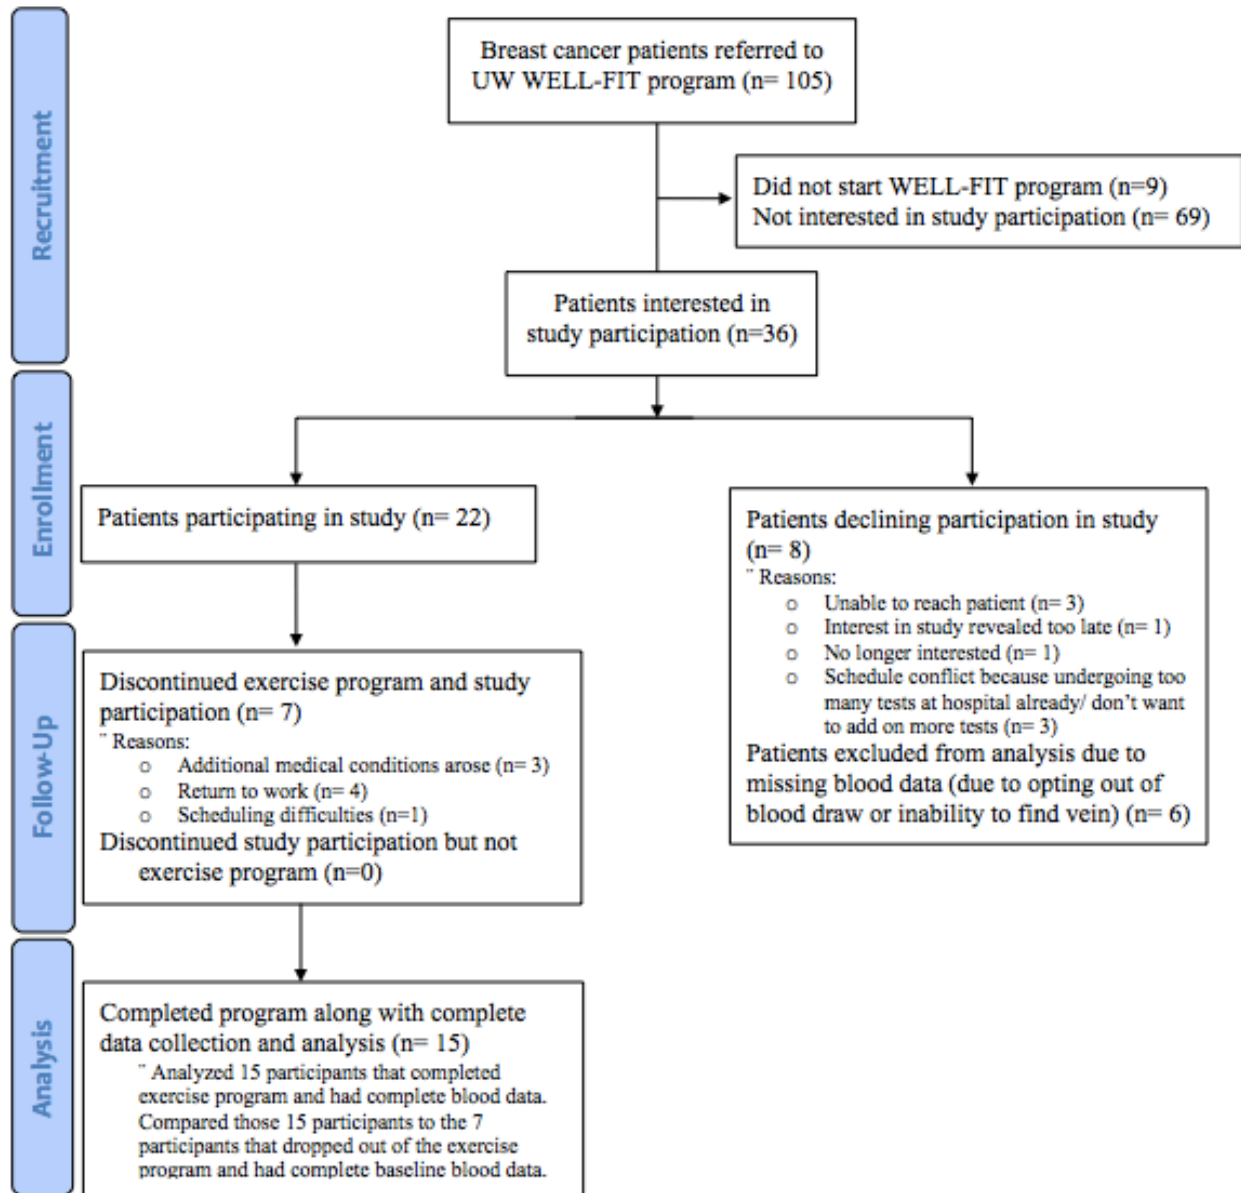 Recruitment
Breast cancer patients referred to
UW WELL-FIT program (n= 105)
Did not start WELL-FIT program (n=9)
Not interested in study participation (n= 69)
Patients interested in
study participation (n=36)
Enrollment
Patients participating in study (n= 22)
Patients declining participation in study
(n= 8)
¨ Reasons:
o Unable to reach patient (n= 3)
o Interest in study revealed too late (n= 1)
o No longer interested (n= 1)
o Schedule conflict because undergoing too
many tests at hospital already/ don't want
to add on more tests (n= 3)
Patients excluded from analysis due to
missing blood data (due to opting out of
blood draw or inability to find vein) (n= 6)
Follow-Up
Discontinued exercise program and study
participation (n= 7)
¨ Reasons:
o Additional medical conditions arose (n= 3)
o Return to work (n= 4)
o Scheduling difficulties (n=1)
Discontinued study participation but not
exercise program (n=0)
Analysis
Completed program along with complete
data collection and analysis (n= 15)
¨ Analyzed 15 participants that completed
exercise program and had complete blood data.
Compared those 15 participants to the 7
participants that dropped out of the exercise
program and had complete baseline blood data.